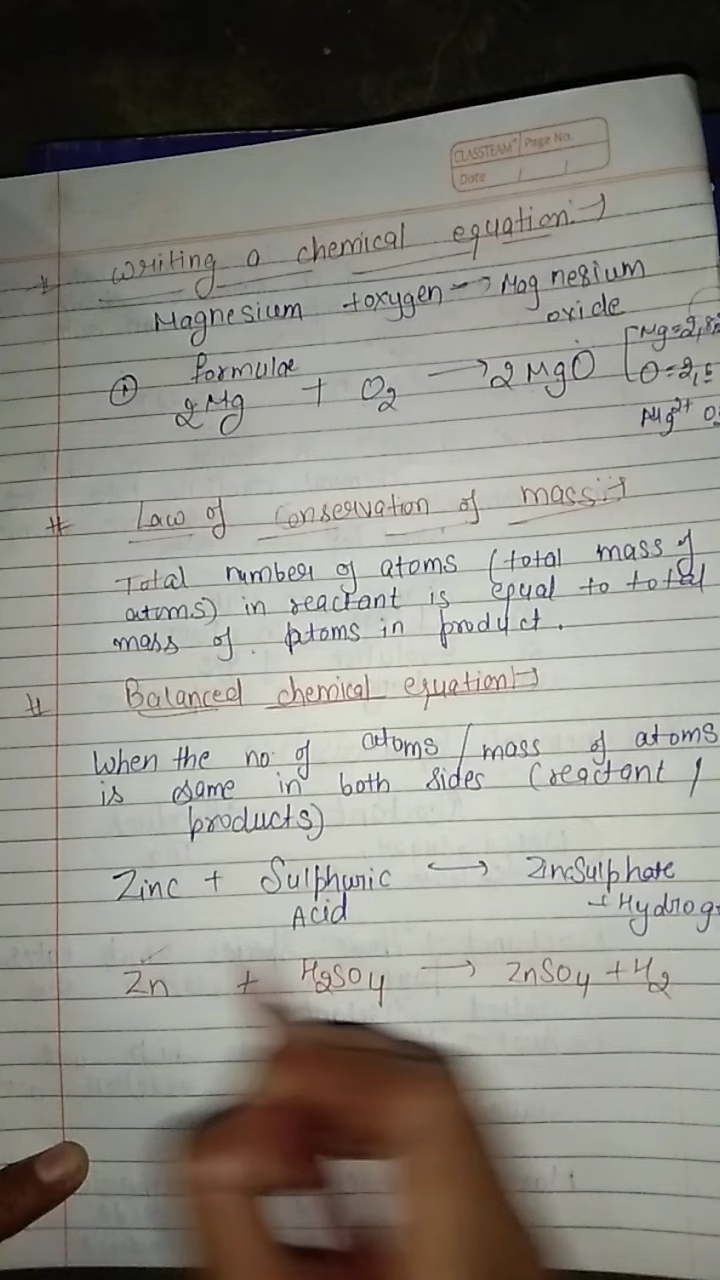 CLASSTEAM Page No.
Date / /
Writing a chemical equation:→
Magnesium + oxygen → Magnesium
oxide
[Mg=2,8,
Formulae
① 2Mg + O2 → 2MgO
[O=2,
Mg2+ O
# Law of Conservation of mass:→
Total number of atoms (total mass of
atoms) in reactant is equal to total
mass of. atoms in product.
# Balanced chemical equation:→
When the no. of atoms / mass of atoms
is same in both sides (reactant /
products)
Zinc + Sulphuric → ZincSulphate
Acid + Hydrog
Zn + H2SO4 → ZnSO4 + H2